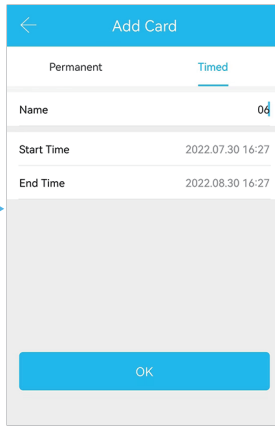 Add Card
Permanent Timed
Name 06
Start Time 2022.07.30 16:27
End Time 2022.08.30 16:27
OK